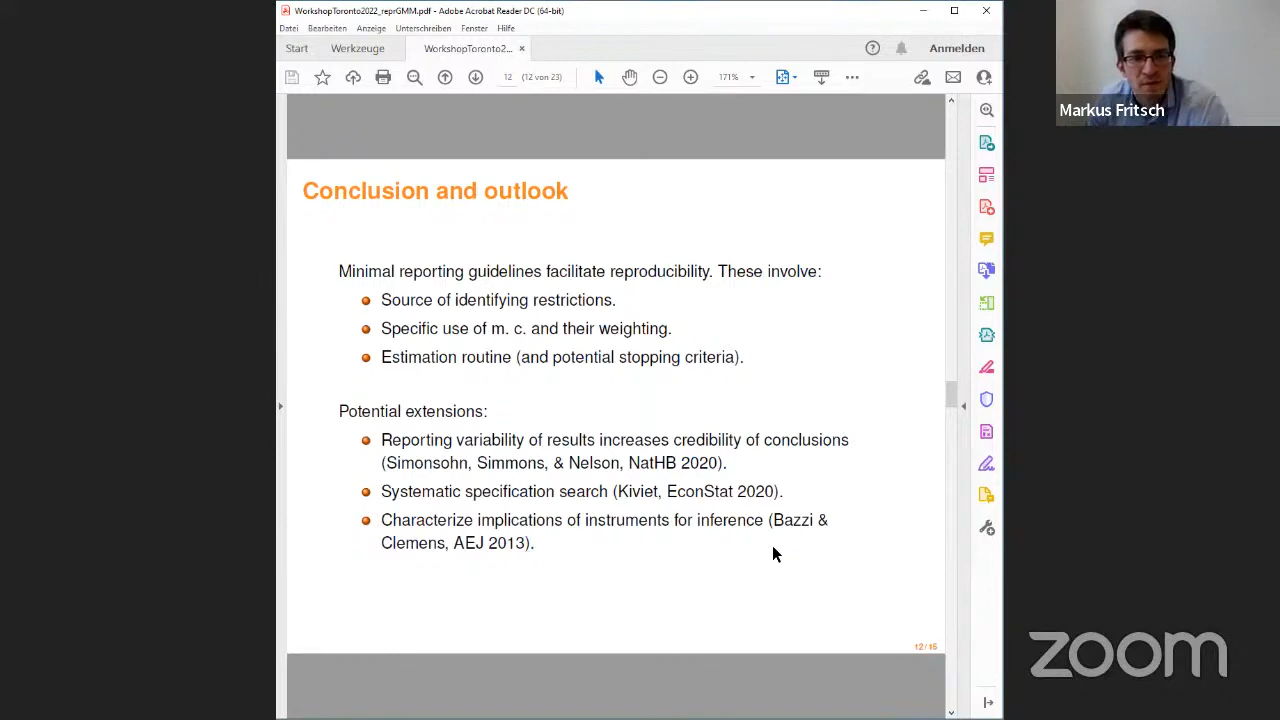 WorkshopToronto2022_reprGMM.pdf - Adobe Acrobat Reader DC (64-bit)
Datei Bearbeiten Anzeige Unterschreiben Fenster Hilfe
Start Werkzeuge WorkshopToronto2... Anmelden
12 (12 von 23) 171%
Markus Fritsch
Conclusion and outlook
Minimal reporting guidelines facilitate reproducibility. These involve:
Source of identifying restrictions.
Specific use of m. c. and their weighting.
Estimation routine (and potential stopping criteria).
Potential extensions:
Reporting variability of results increases credibility of conclusions
(Simonsohn, Simmons, & Nelson, NatHB 2020).
Systematic specification search (Kiviet, EconStat 2020).
Characterize implications of instruments for inference (Bazzi &
Clemens, AEJ 2013).
12/15
zoom